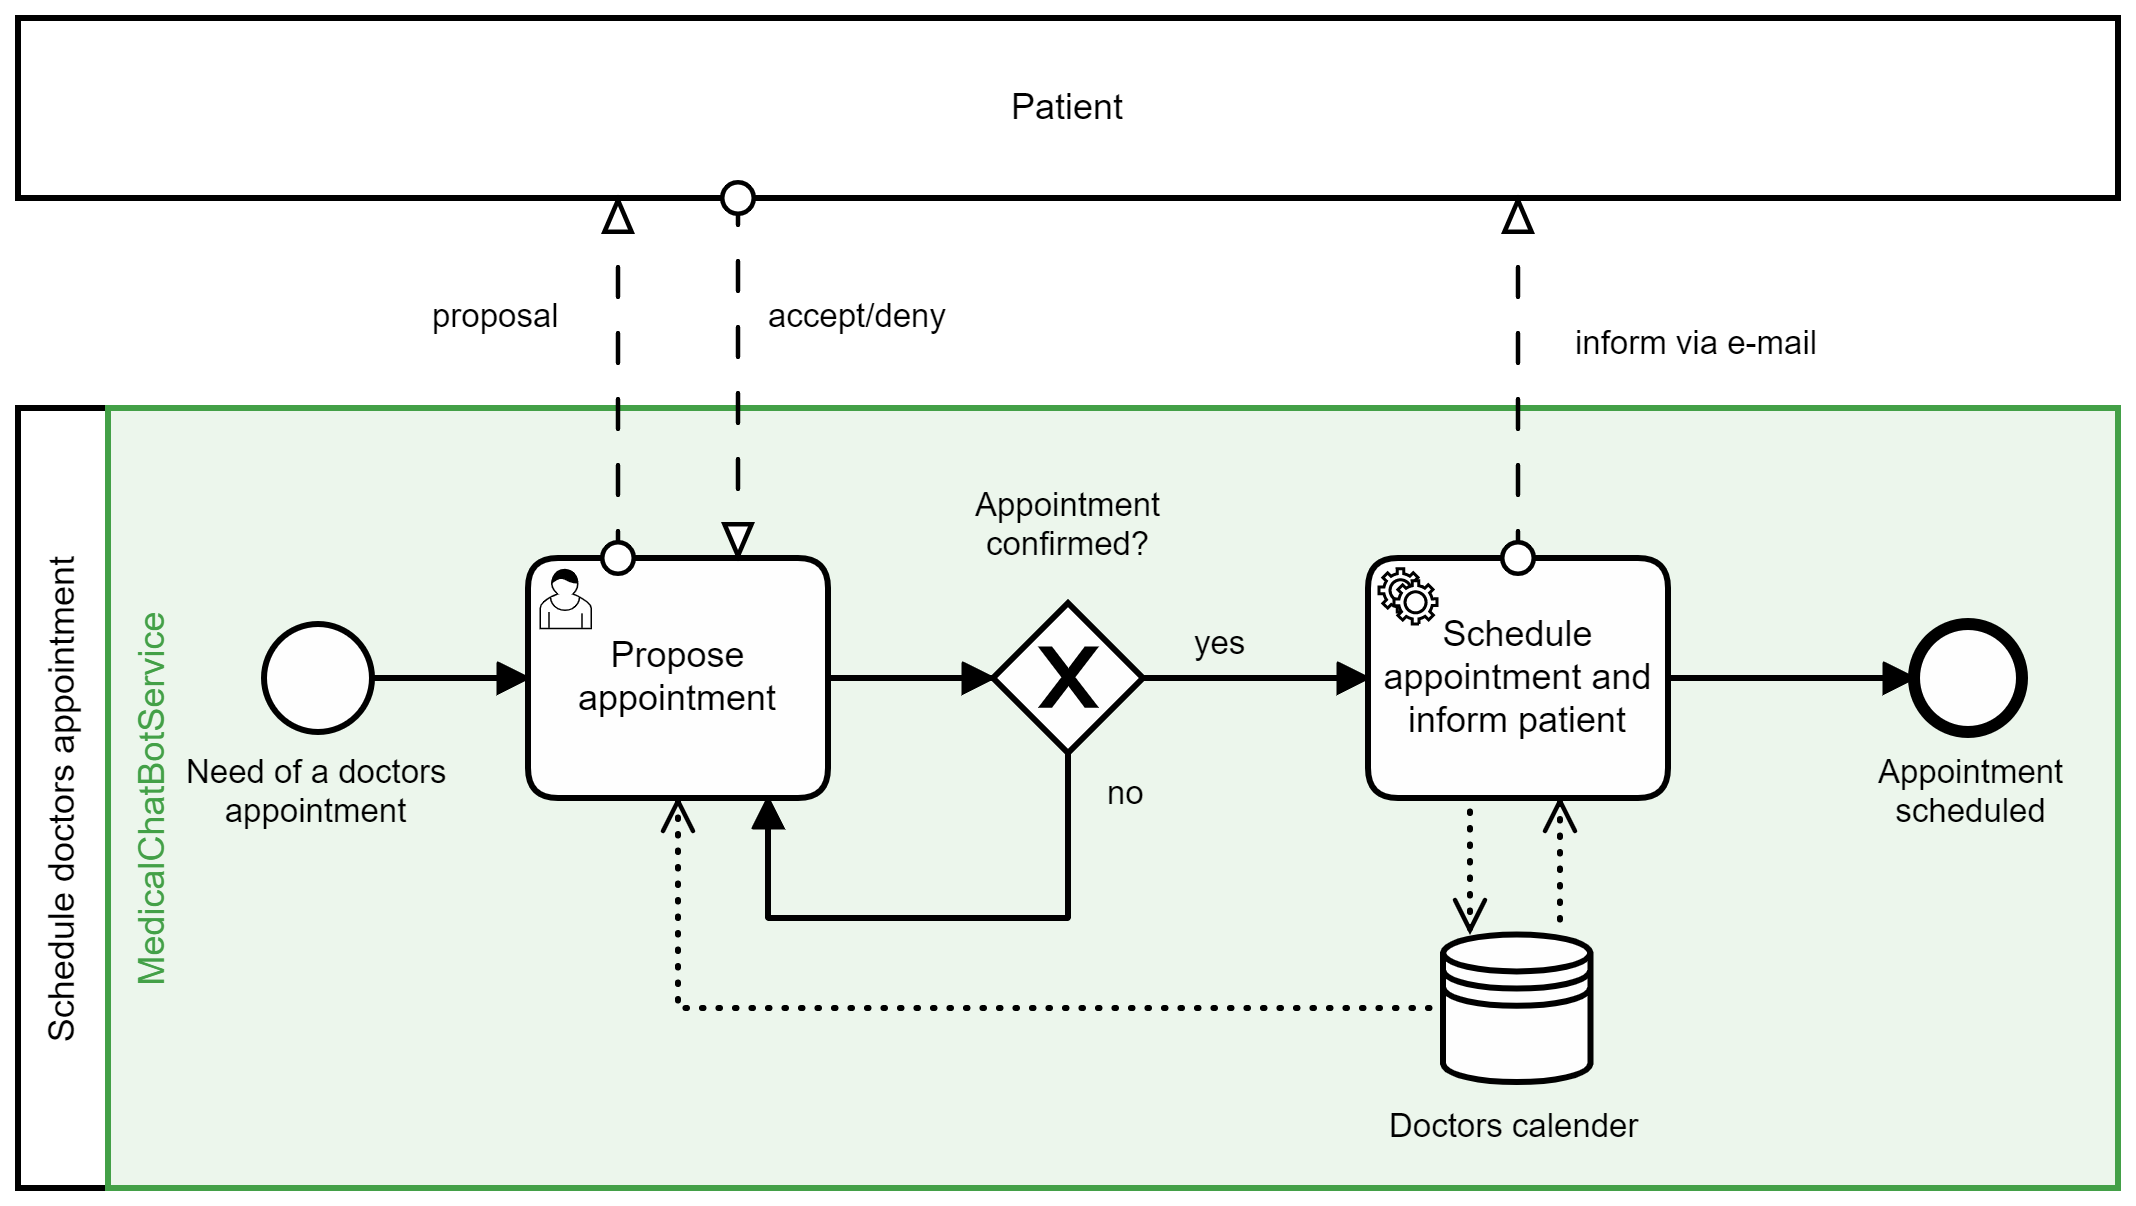 Patient
proposal
accept/deny
inform via e-mail
Schedule doctors appointment
MedicalChatBotService
Need of a doctors
appointment
Propose
appointment
Appointment
confirmed?
yes
no
Schedule
appointment and
inform patient
Appointment
scheduled
Doctors calender